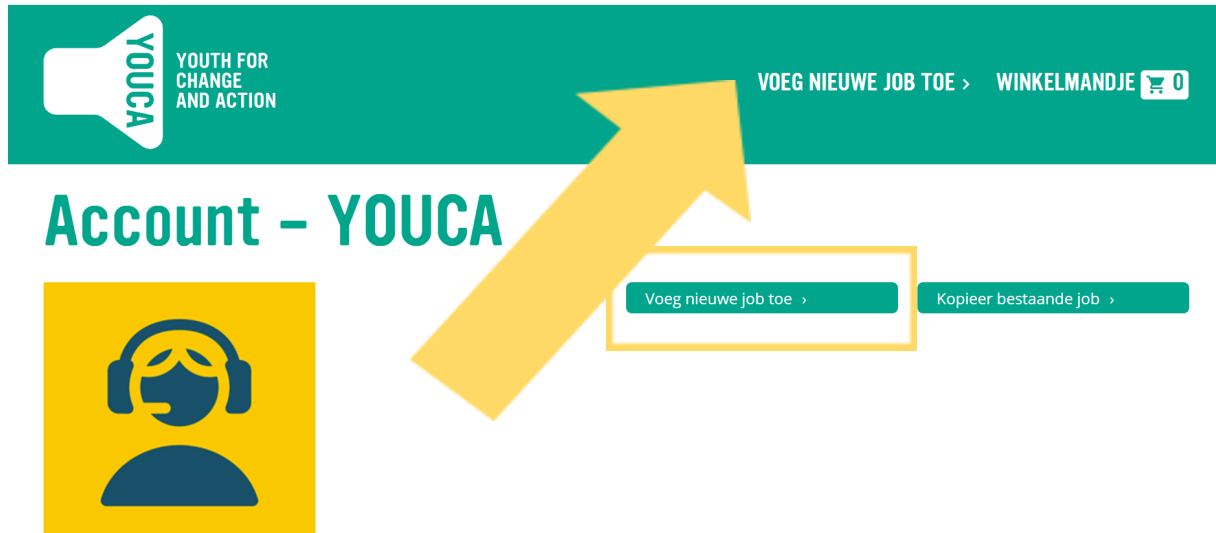 YOUCA
YOUTH FOR
CHANGE
AND ACTION
VOEG NIEUWE JOB TOE › WINKELMANDJE 0
Account – YOUCA
Voeg nieuwe job toe › Kopieer bestaande job ›